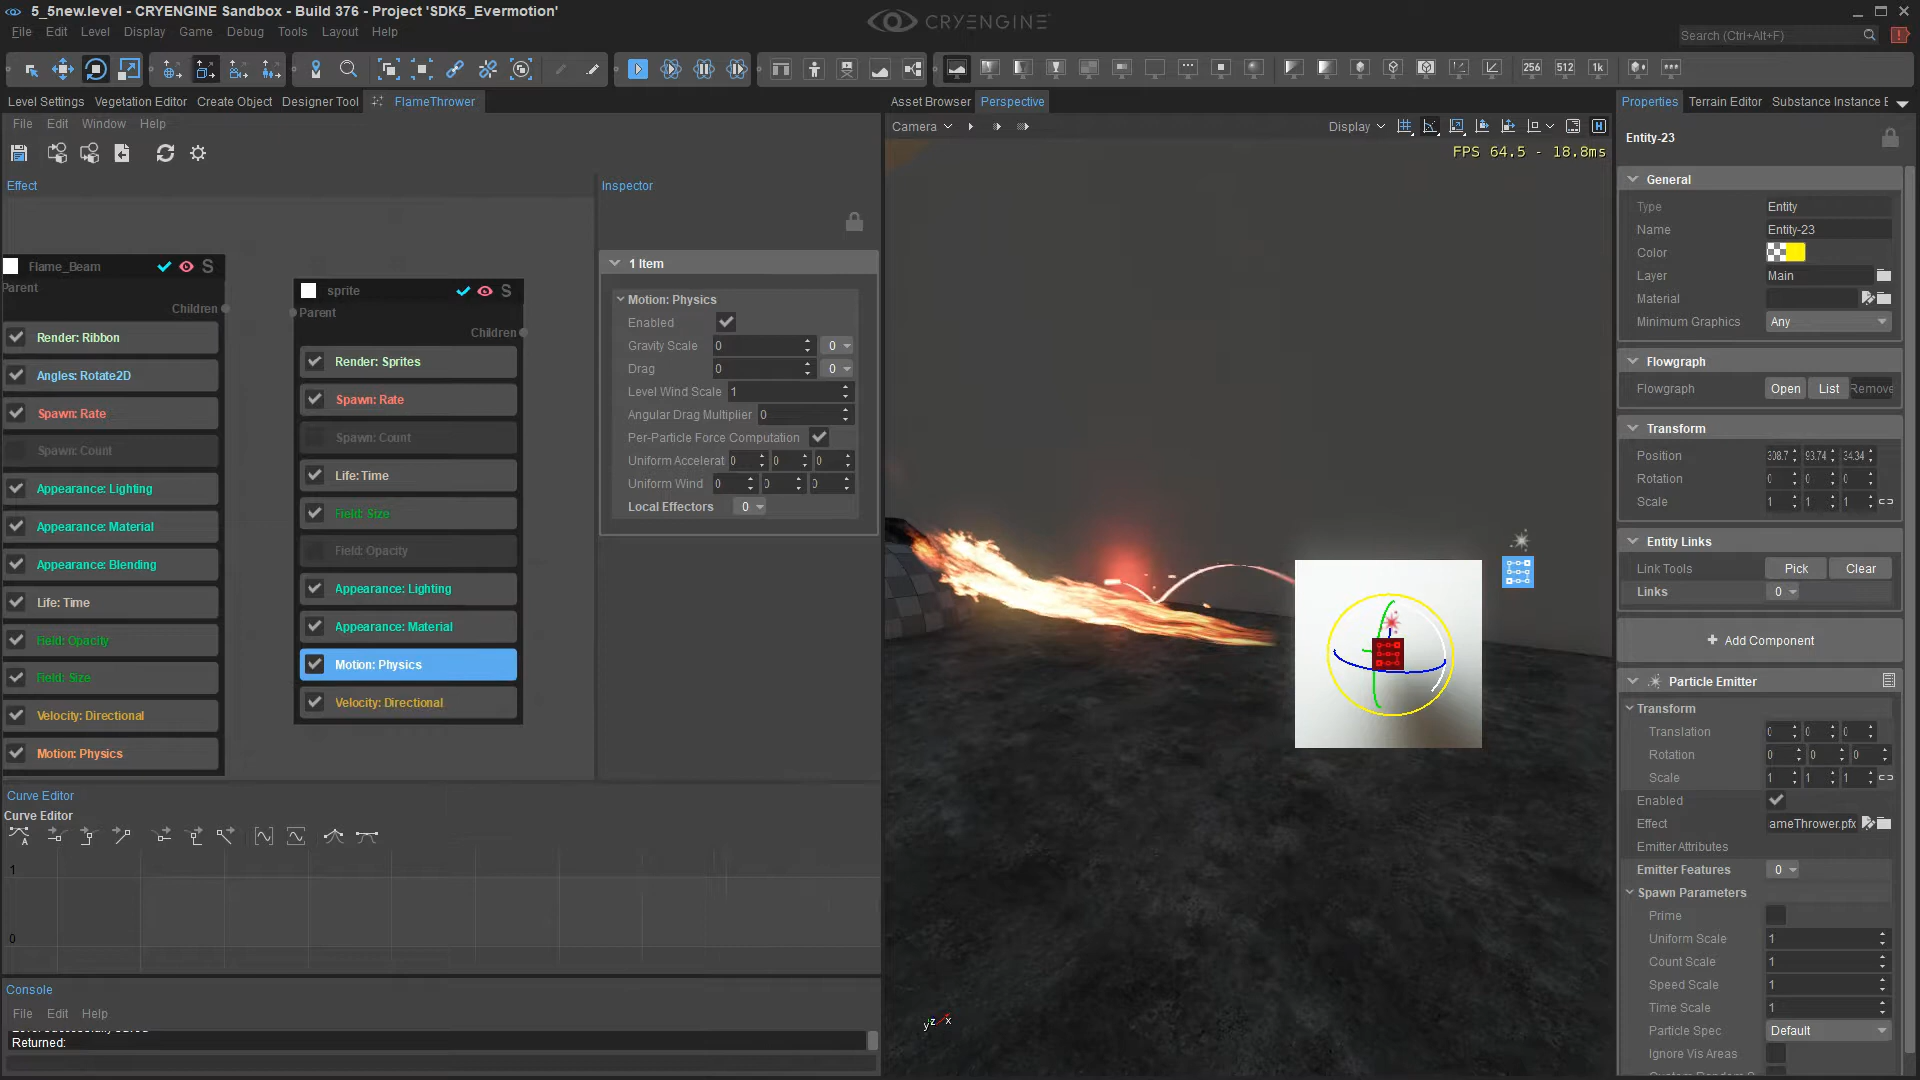 5_5new.level - CRYENGINE Sandbox - Build 376 - Project 'SDK5_Evermotion'
CRYENGINE
File Edit Level Display Game Debug Tools Layout Help
Search (Ctrl+Alt+F)
256 512 1k
Level Settings Vegetation Editor Create Object Designer Tool FlameThrower
Asset Browser Perspective
Properties Terrain Editor Substance Instance E
File Edit Window Help
Camera
Display
FPS 64.5 - 18.8ms
Effect
Flame_Beam S
Parent
Children
Render: Ribbon
Angles: Rotate2D
Spawn: Rate
Spawn: Count
Appearance: Lighting
Appearance: Material
Appearance: Blending
Life: Time
Field: Opacity
Field: Size
Velocity: Directional
Motion: Physics
sprite S
Parent
Children
Render: Sprites
Spawn: Rate
Spawn: Count
Life: Time
Field: Size
Field: Opacity
Appearance: Lighting
Appearance: Material
Motion: Physics
Velocity: Directional
Inspector
1 Item
Motion: Physics
Enabled
Gravity Scale 0 0
Drag 0 0
Level Wind Scale 1
Angular Drag Multiplier 0
Per-Particle Force Computation
Uniform Accelerat 0 0 0
Uniform Wind 0 0 0
Local Effectors 0
Curve Editor
Curve Editor
1
0
Console
File Edit Help
Returned:
y z x
Entity-23
General
Type Entity
Name Entity-23
Color
Layer Main
Material
Minimum Graphics Any
Flowgraph
Flowgraph Open List Remove
Transform
Position 308.7 93.74 34.34
Rotation 0 0 0
Scale 1 1 1
Entity Links
Link Tools Pick Clear
Links 0
+ Add Component
Particle Emitter
Transform
Translation 0 0 0
Rotation 0 0 0
Scale 1 1 1
Enabled
Effect ameThrower.pfx
Emitter Attributes
Emitter Features 0
Spawn Parameters
Prime
Uniform Scale 1
Count Scale 1
Speed Scale 1
Time Scale 1
Particle Spec Default
Ignore Vis Areas